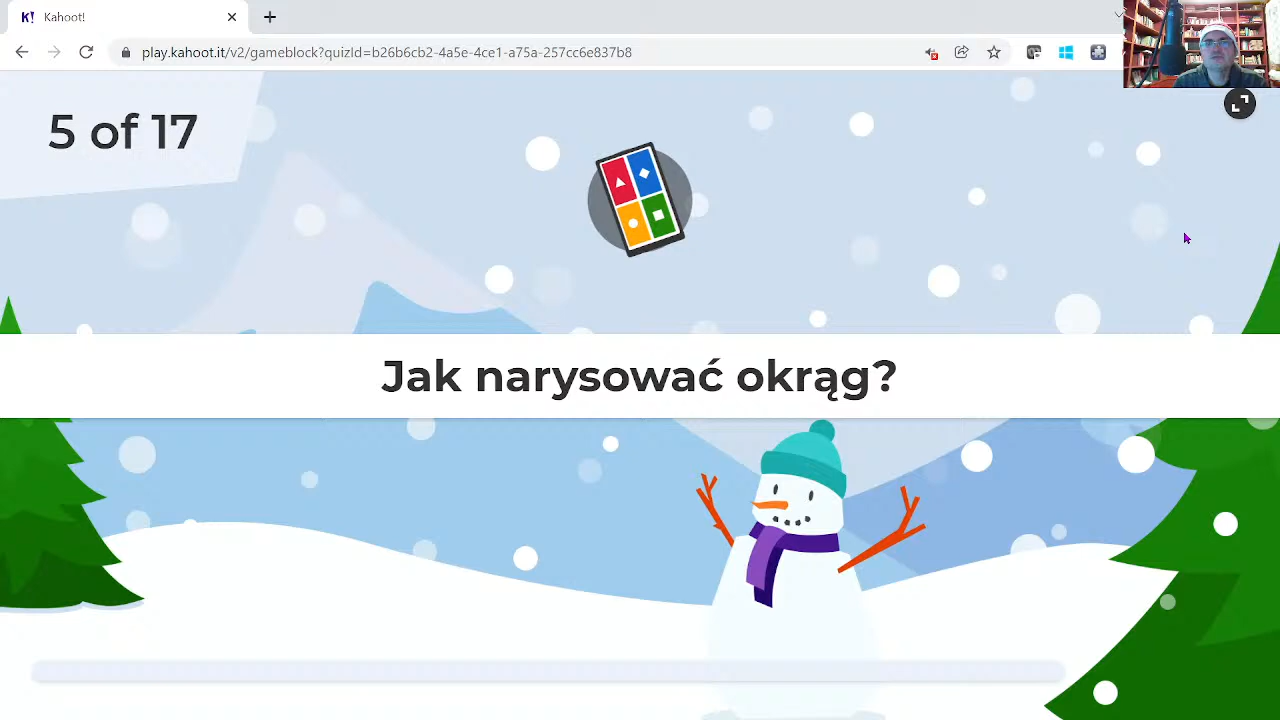 Kahoot!
play.kahoot.it/v2/gameblock?quizId=b26b6cb2-4a5e-4ce1-a75a-257cc6e837b8
5 of 17
Jak narysować okrąg?